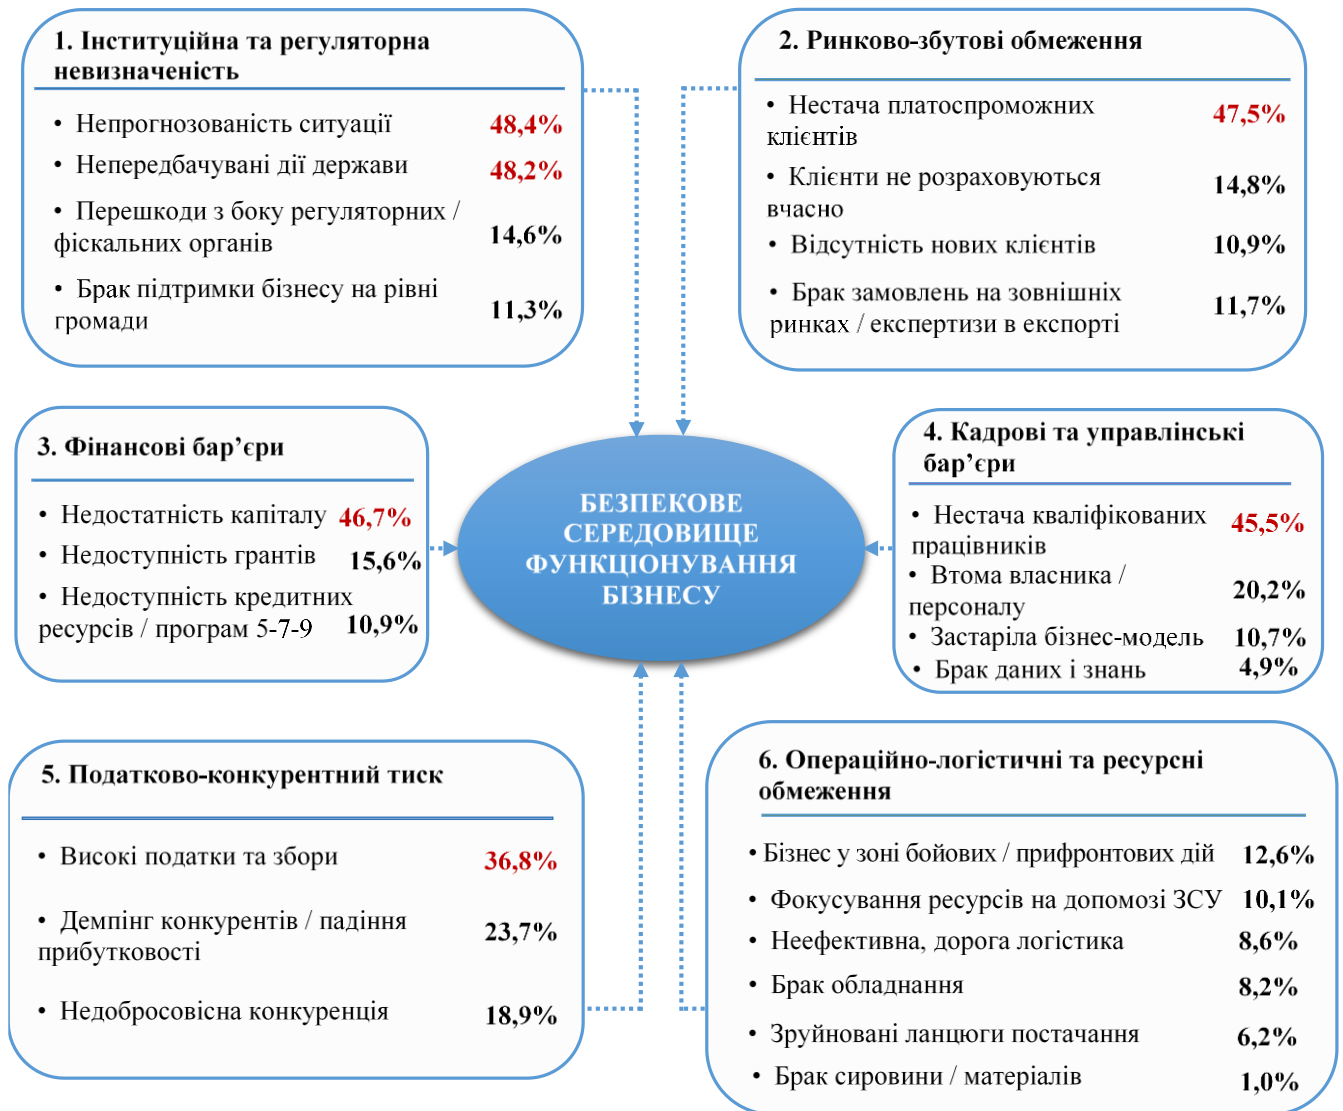 1. Інституційна та регуляторна
невизначеність
• Непрогнозованість ситуації 48,4%
• Непередбачувані дії держави 48,2%
• Перешкоди з боку регуляторних /
фіскальних органів 14,6%
• Брак підтримки бізнесу на рівні
громади 11,3%
2. Ринково-збутові обмеження
• Нестача платоспроможних 47,5%
клієнтів
• Клієнти не розраховуються 14,8%
вчасно
• Відсутність нових клієнтів 10,9%
• Брак замовлень на зовнішніх 11,7%
ринках / експертизи в експорті
3. Фінансові бар’єри
• Недостатність капіталу 46,7%
• Недоступність грантів 15,6%
• Недоступність кредитних
ресурсів / програм 5-7-9 10,9%
БЕЗПЕКОВЕ
СЕРЕДОВИЩЕ
ФУНКЦІОНУВАННЯ
БІЗНЕСУ
4. Кадрові та управлінські
бар’єри
• Нестача кваліфікованих 45,5%
працівників
• Втома власника / 20,2%
персоналу
• Застаріла бізнес-модель 10,7%
• Брак даних і знань 4,9%
5. Податково-конкурентний тиск
• Високі податки та збори 36,8%
• Демпінг конкурентів / падіння 23,7%
прибутковості
• Недобросовісна конкуренція 18,9%
6. Операційно-логістичні та ресурсні
обмеження
• Бізнес у зоні бойових / прифронтових дій 12,6%
• Фокусування ресурсів на допомозі ЗСУ 10,1%
• Неефективна, дорога логістика 8,6%
• Брак обладнання 8,2%
• Зруйновані ланцюги постачання 6,2%
• Брак сировини / матеріалів 1,0%